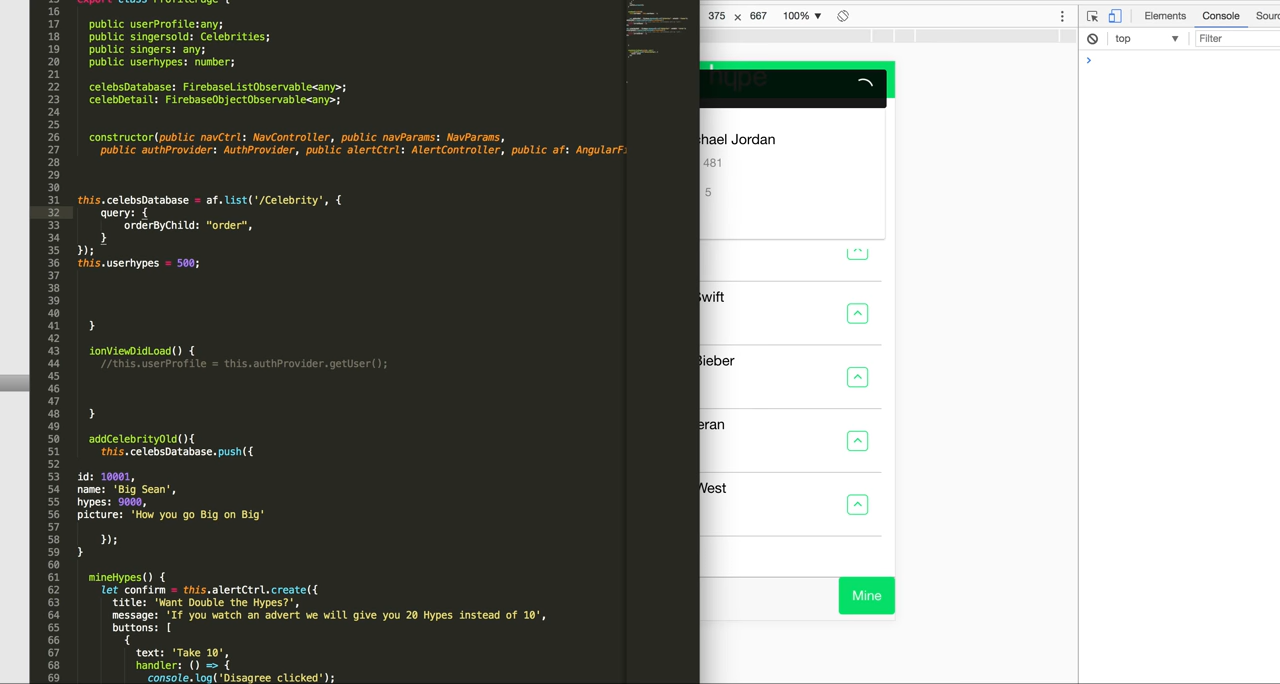 15 export class ProfilePage {
16
17 public userProfile:any;
18 public singersold: Celebrities;
19 public singers: any;
20 public userhypes: number;
21
22 celebsDatabase: FirebaseListObservable<any>;
23 celebDetail: FirebaseObjectObservable<any>;
24
25
26 constructor(public navCtrl: NavController, public navParams: NavParams,
27 public authProvider: AuthProvider, public alertCtrl: AlertController, public af: AngularFi
28
29
30
31 this.celebsDatabase = af.list('/Celebrity', {
32 query: {
33 orderByChild: "order",
34 }
35 });
36 this.userhypes = 500;
37
38
39
40
41 }
42
43 ionViewDidLoad() {
44 //this.userProfile = this.authProvider.getUser();
45
46
47
48 }
49
50 addCelebrityOld(){
51 this.celebsDatabase.push({
52
53 id: 10001,
54 name: 'Big Sean',
55 hypes: 9000,
56 picture: 'How you go Big on Big'
57
58 });
59 }
60
61 mineHypes() {
62 let confirm = this.alertCtrl.create({
63 title: 'Want Double the Hypes?',
64 message: 'If you watch an advert we will give you 20 Hypes instead of 10',
65 buttons: [
66 {
67 text: 'Take 10',
68 handler: () => {
69 console.log('Disagree clicked');
375 × 667 100% ▼
hype
chael Jordan
481
5
Swift
Bieber
eran
West
Mine
Elements Console Sour
top ▼ Filter
>